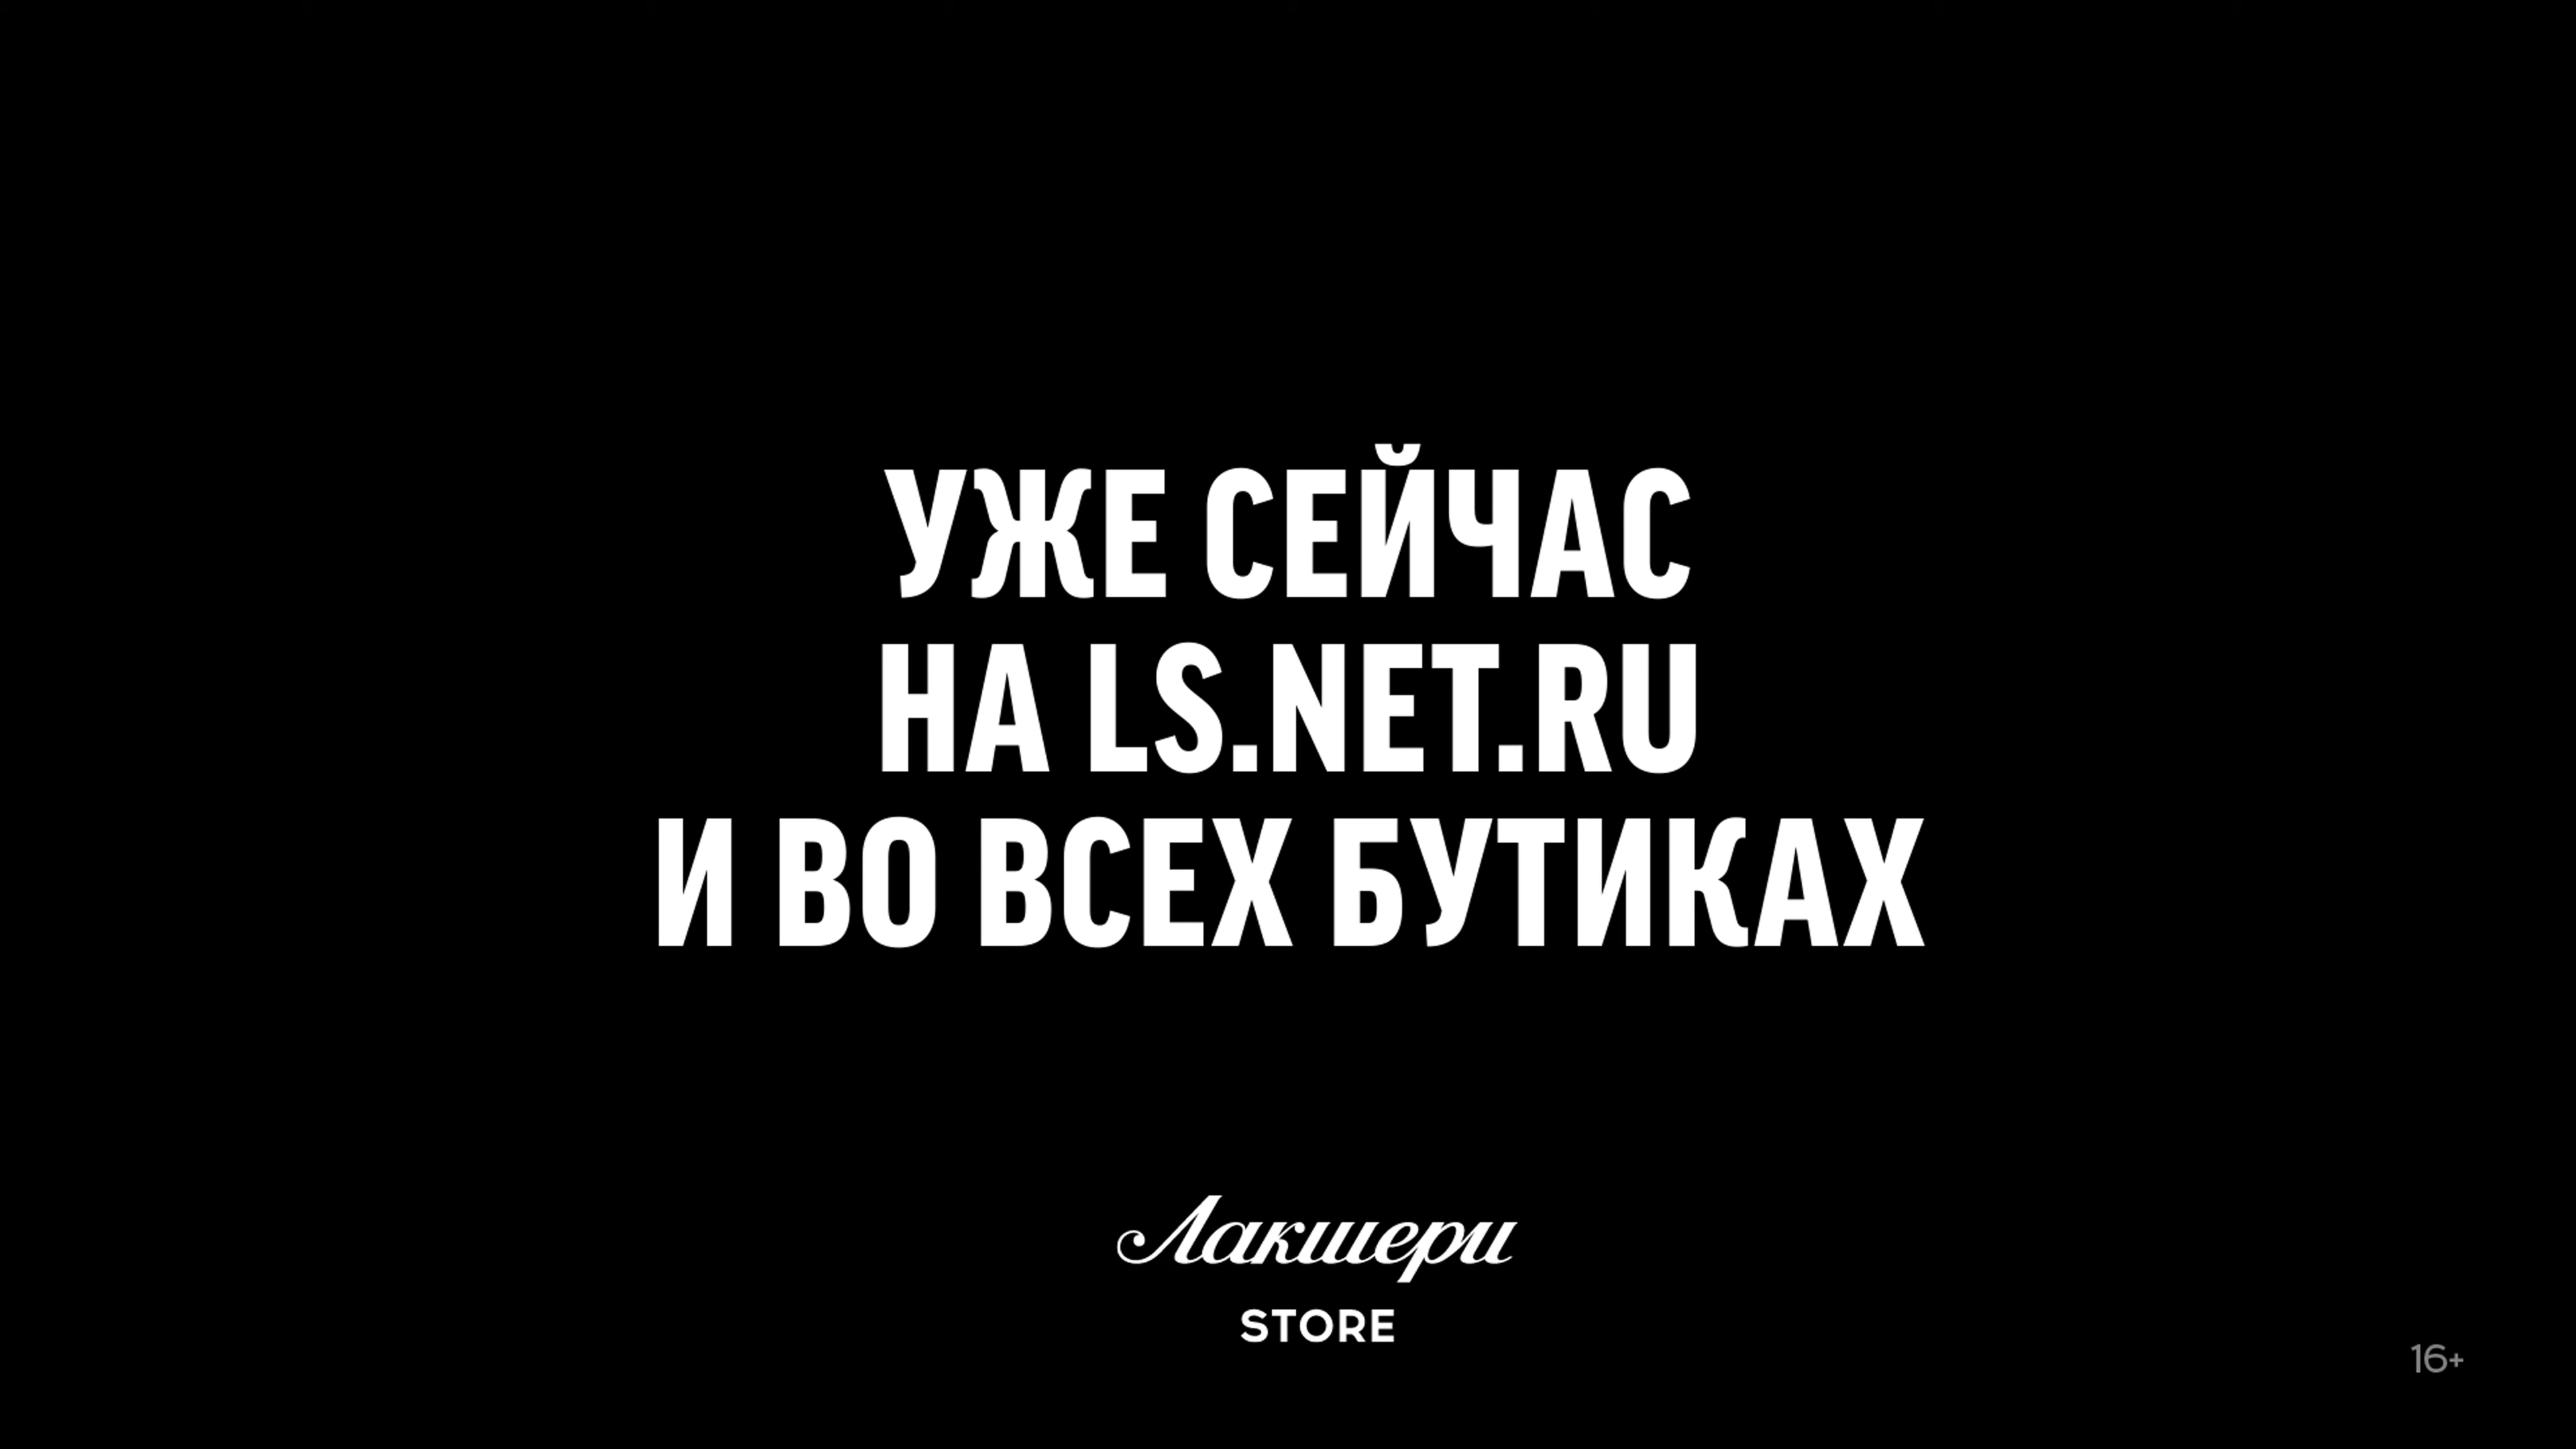 УЖЕ СЕЙЧАС
НА LS.NET.RU
И ВО ВСЕХ БУТИКАХ
Лакшери
STORE
16+